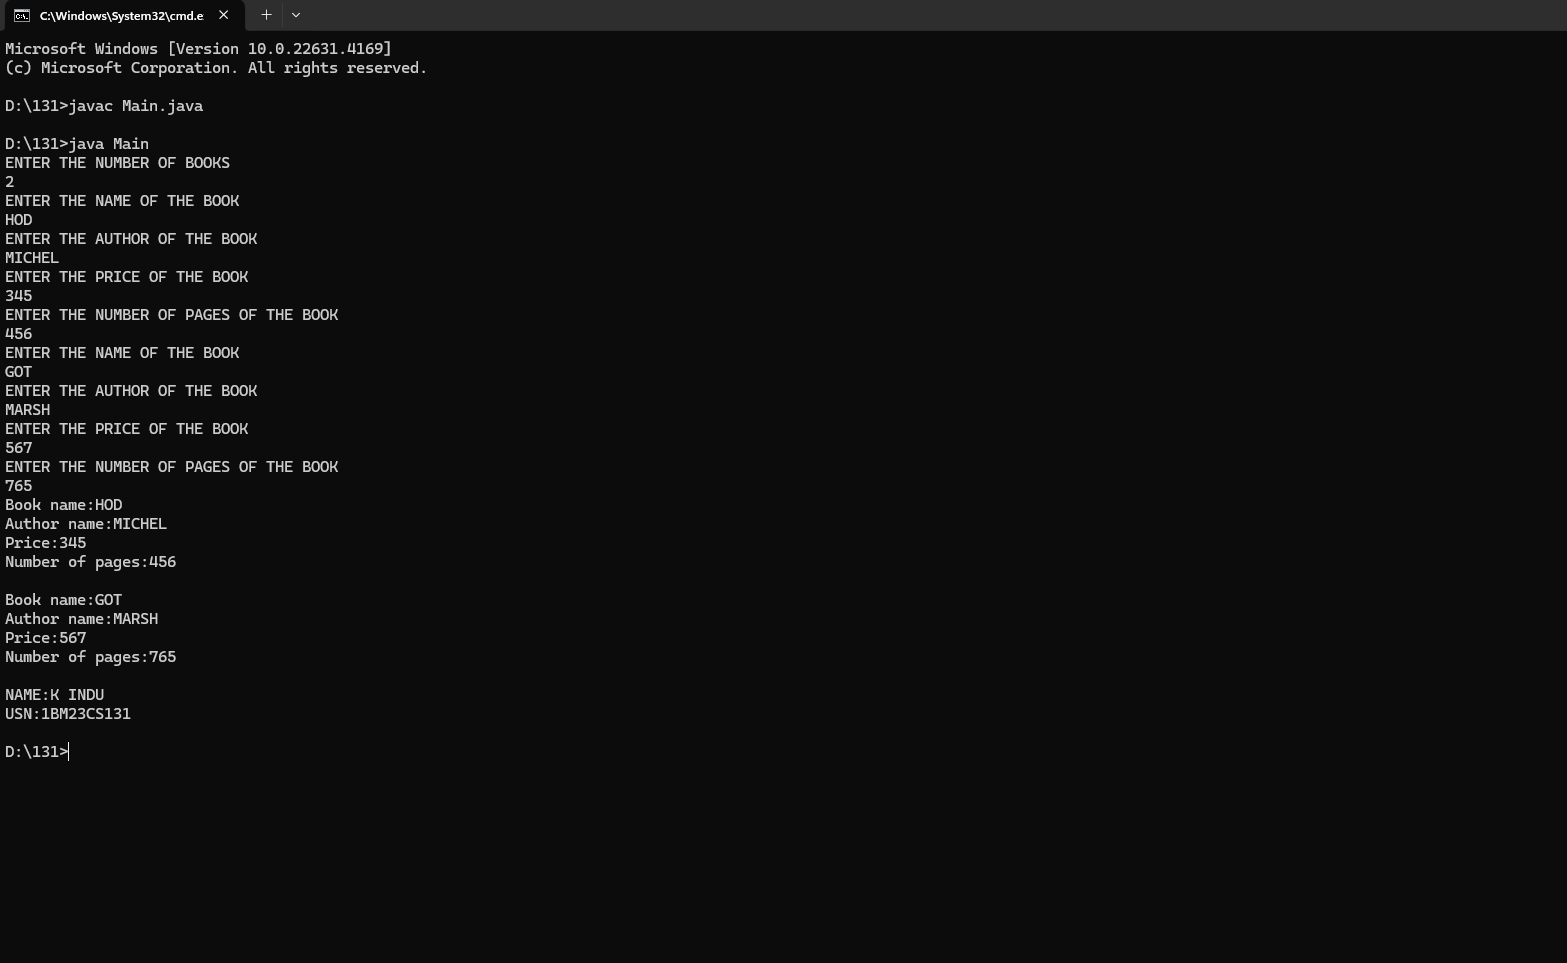 C:\Windows\System32\cmd.e
Microsoft Windows [Version 10.0.22631.4169]
(c) Microsoft Corporation. All rights reserved.
D:\131>javac Main.java
D:\131>java Main
ENTER THE NUMBER OF BOOKS
2
ENTER THE NAME OF THE BOOK
HOD
ENTER THE AUTHOR OF THE BOOK
MICHEL
ENTER THE PRICE OF THE BOOK
345
ENTER THE NUMBER OF PAGES OF THE BOOK
456
ENTER THE NAME OF THE BOOK
GOT
ENTER THE AUTHOR OF THE BOOK
MARSH
ENTER THE PRICE OF THE BOOK
567
ENTER THE NUMBER OF PAGES OF THE BOOK
765
Book name:HOD
Author name:MICHEL
Price:345
Number of pages:456
Book name:GOT
Author name:MARSH
Price:567
Number of pages:765
NAME:K INDU
USN:1BM23CS131
D:\131>